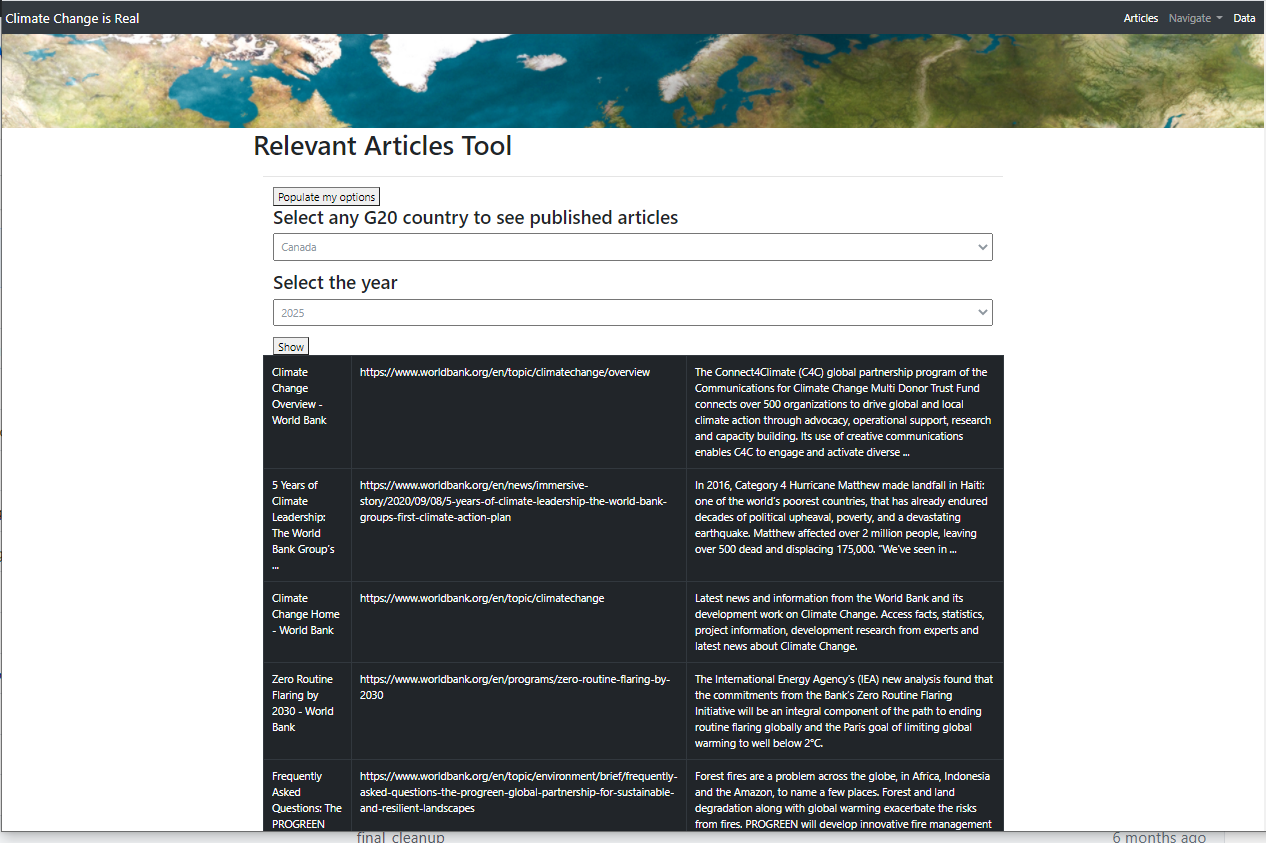 Climate Change is Real
Articles Navigate Data
Relevant Articles Tool
Populate my options
Select any G20 country to see published articles
Canada
Select the year
2025
Show
Climate
Change
Overview -
World Bank
https://www.worldbank.org/en/topic/climatechange/overview
The Connect4Climate (C4C) global partnership program of the
Communications for Climate Change Multi Donor Trust Fund
connects over 500 organizations to drive global and local
climate action through advocacy, operational support, research
and capacity building. Its use of creative communications
enables C4C to engage and activate diverse ...
5 Years of
Climate
Leadership:
The World
Bank Group's
...
https://www.worldbank.org/en/news/immersive-
story/2020/09/08/5-years-of-climate-leadership-the-world-bank-
groups-first-climate-action-plan
In 2016, Category 4 Hurricane Matthew made landfall in Haiti:
one of the world's poorest countries, that has already endured
decades of political upheaval, poverty, and a devastating
earthquake. Matthew affected over 2 million people, leaving
over 500 dead and displacing 175,000. "We've seen in ...
Climate
Change Home
- World Bank
https://www.worldbank.org/en/topic/climatechange
Latest news and information from the World Bank and its
development work on Climate Change. Access facts, statistics,
project information, development research from experts and
latest news about Climate Change.
Zero Routine
Flaring by
2030 - World
Bank
https://www.worldbank.org/en/programs/zero-routine-flaring-by-
2030
The International Energy Agency's (IEA) new analysis found that
the commitments from the Bank's Zero Routine Flaring
Initiative will be an integral component of the path to ending
routine flaring globally and the Paris goal of limiting global
warming to well below 2°C.
Frequently
Asked
Questions: The
PROGREEN
https://www.worldbank.org/en/topic/environment/brief/frequently-
asked-questions-the-progreen-global-partnership-for-sustainable-
and-resilient-landscapes
Forest fires are a problem across the globe, in Africa, Indonesia
and the Amazon, to name a few places. Forest and land
degradation along with global warming exacerbate the risks
from fires. PROGREEN will develop innovative fire management
final_cleanup
6 months ago